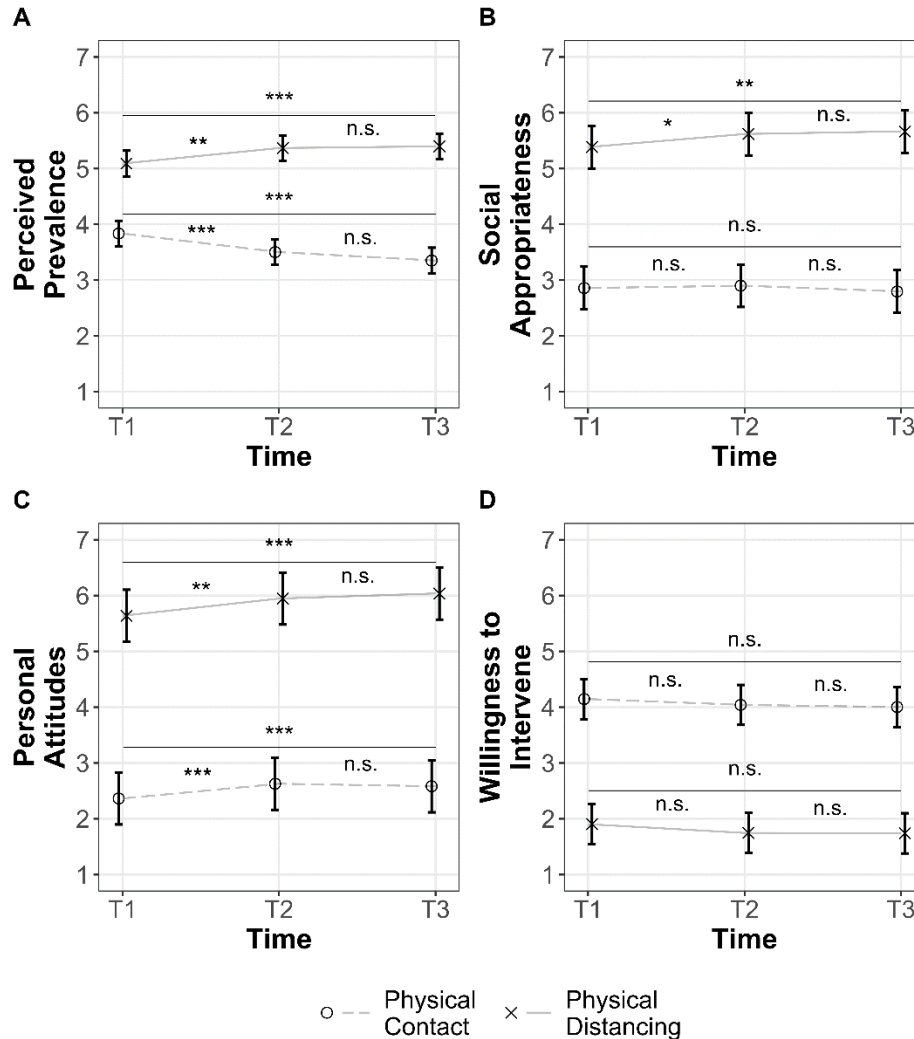 A
Perceived
Prevalence
7
6
5
4
3
2
1
***
**
n.s.
***
***
n.s.
T1 T2 T3
Time
B
Social
Appropriateness
7
6
5
4
3
2
1
**
*
n.s.
n.s.
n.s.
n.s.
T1 T2 T3
Time
C
Personal
Attitudes
7
6
5
4
3
2
1
***
**
n.s.
***
***
n.s.
T1 T2 T3
Time
D
Willingness to
Intervene
7
6
5
4
3
2
1
n.s.
n.s.
n.s.
n.s.
n.s.
n.s.
T1 T2 T3
Time
Physical
Contact
Physical
Distancing